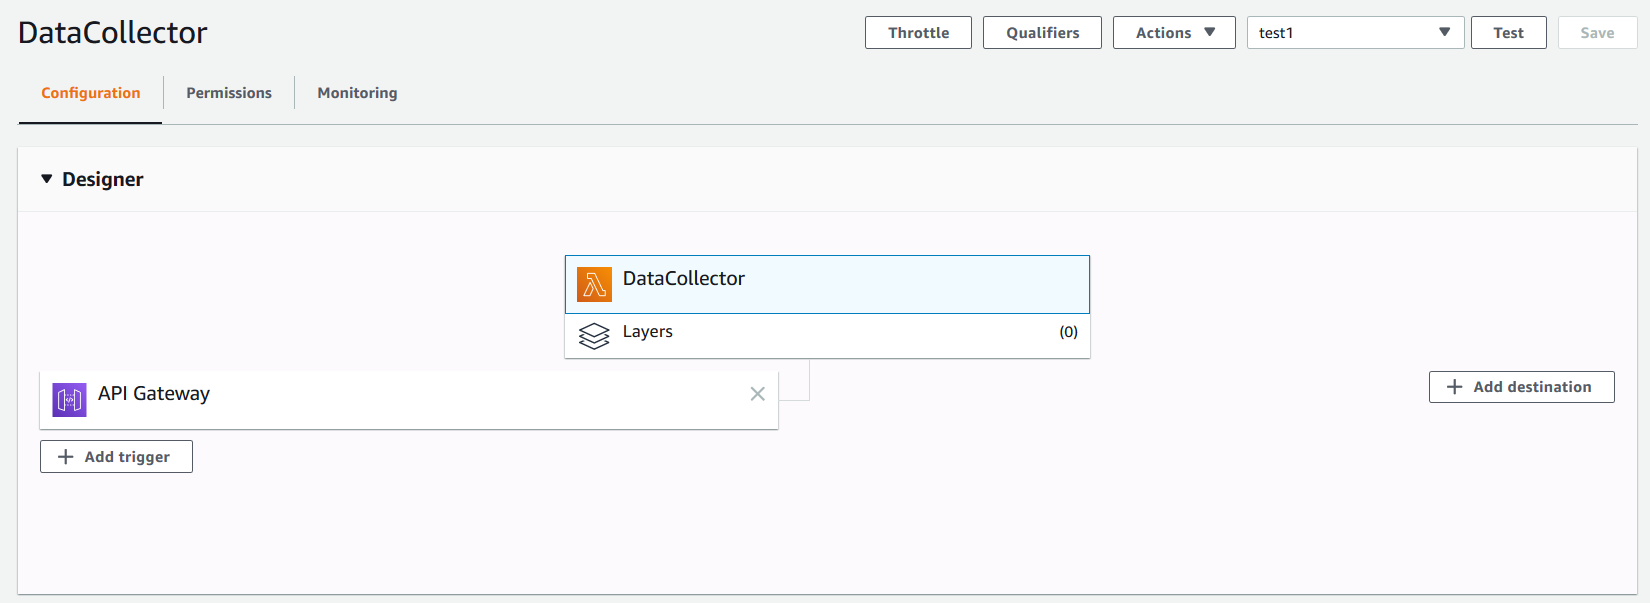 DataCollector
Throttle
Qualifiers
Actions
test1
Test
Save
Configuration
Permissions
Monitoring
Designer
DataCollector
Layers (0)
API Gateway
Add destination
Add trigger